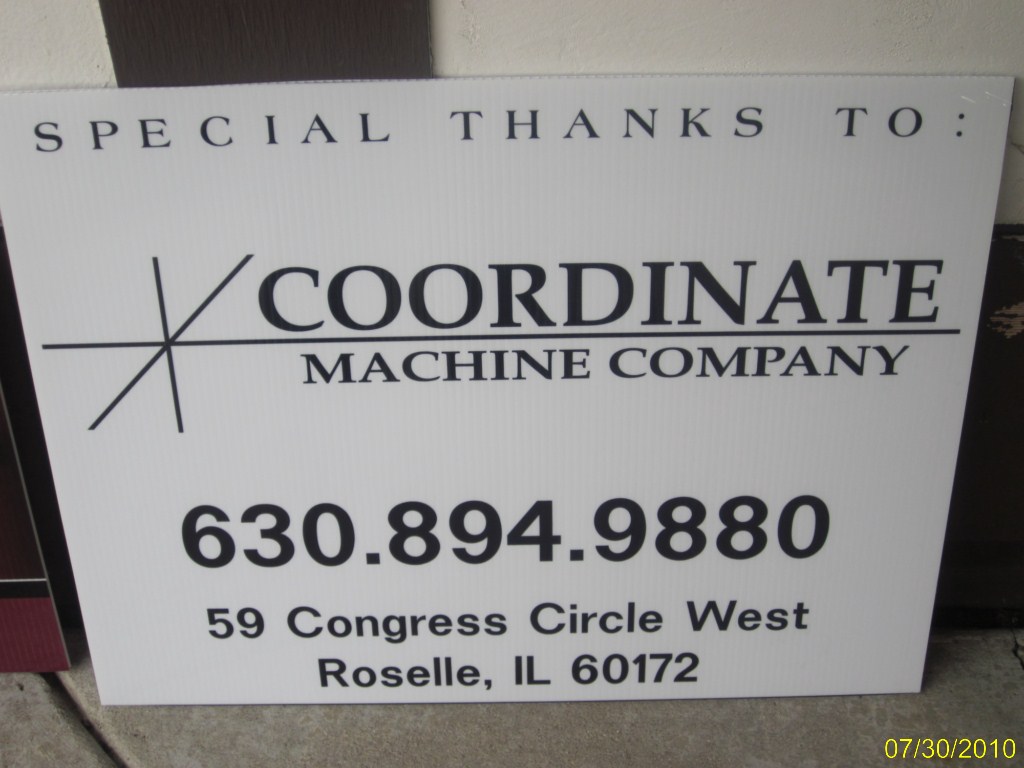 SPECIAL THANKS TO:
COORDINATE
MACHINE COMPANY
630.894.9880
59 Congress Circle West
Roselle, IL 60172
07/30/2010